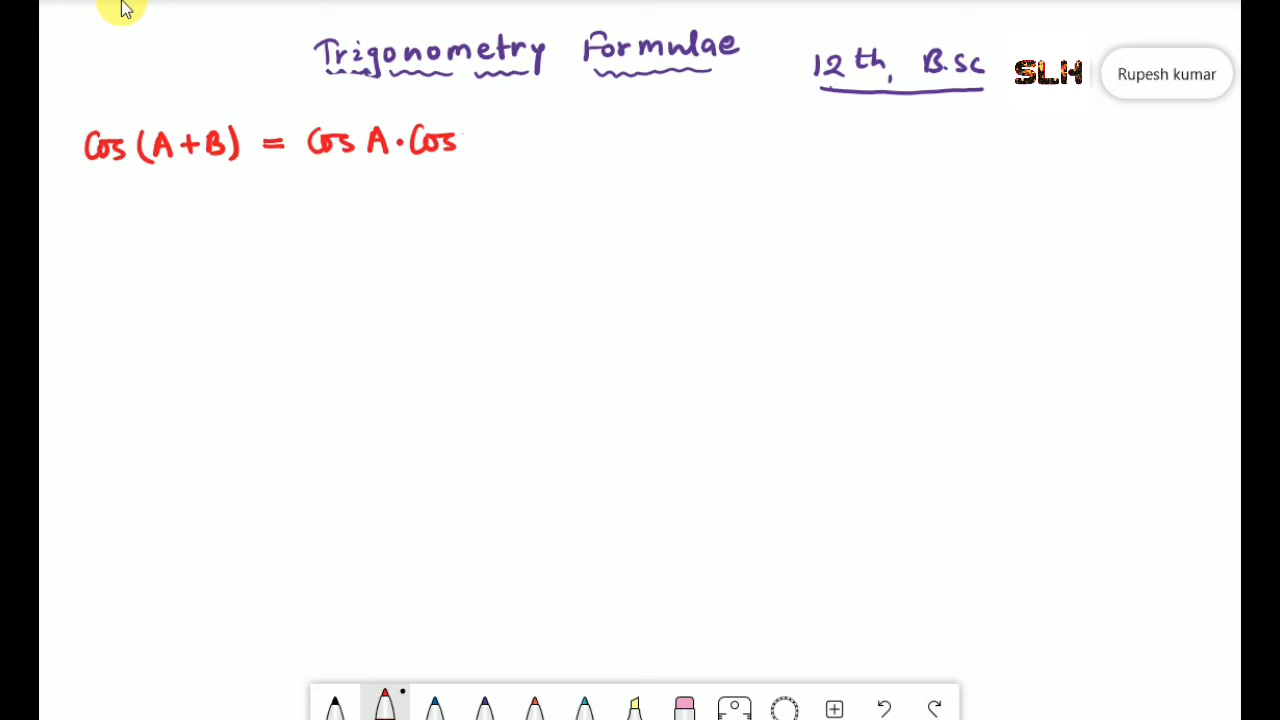 Trigonometry Formulae
12th, B.Sc
SLH
Rupesh kumar
Cos (A+B) = Cos A . Cos